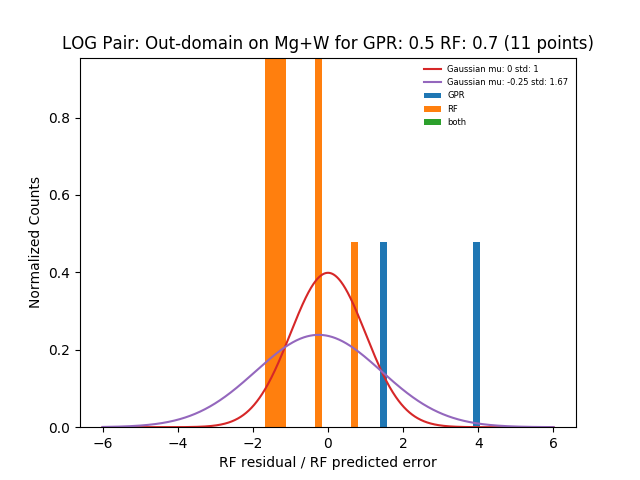 LOG Pair: Out-domain on Mg+W for GPR: 0.5 RF: 0.7 (11 points)
Gaussian mu: 0 std: 1
Gaussian mu: -0.25 std: 1.67
GPR
RF
both
Normalized Counts
0.8
0.6
0.4
0.2
0.0
−6 −4 −2 0 2 4 6
RF residual / RF predicted error